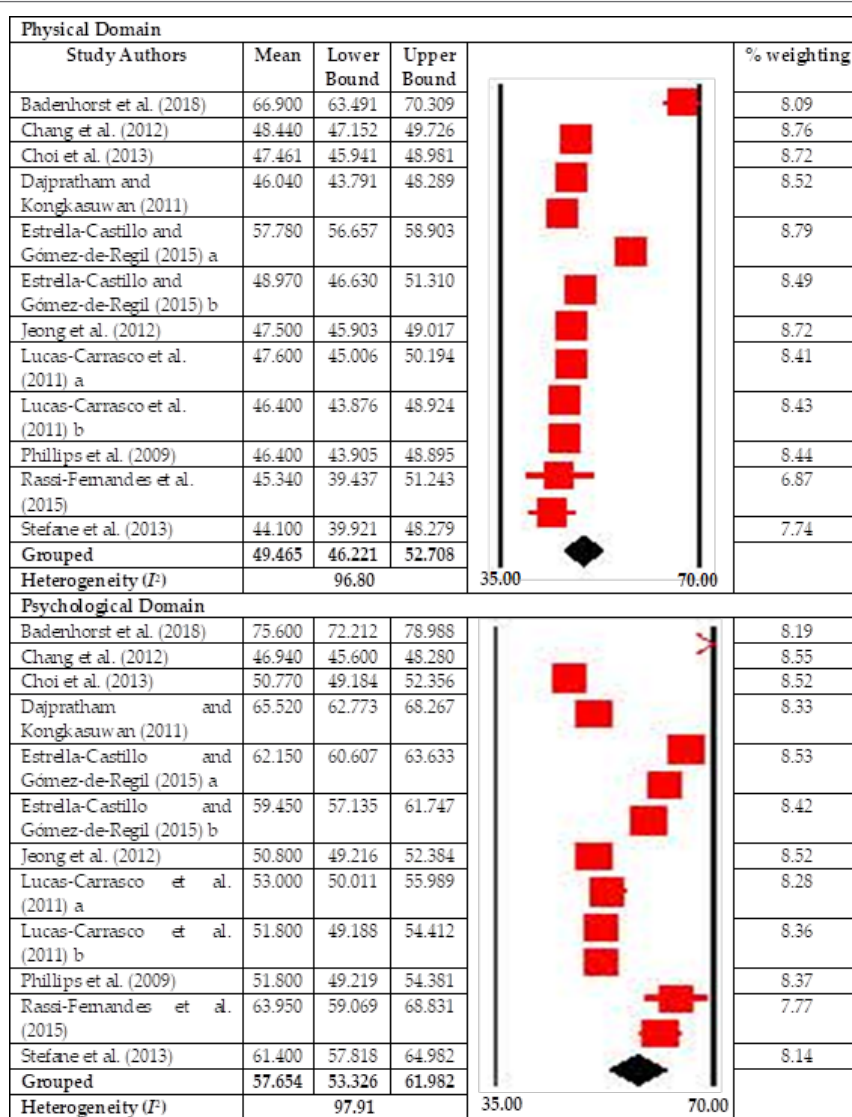 Physical Domain
Study Authors Mean Lower Bound Upper Bound % weighting
Badenhorst et al. (2018) 66.900 63.491 70.309 8.09
Chang et al. (2012) 48.440 47.152 49.726 8.76
Choi et al. (2013) 47.461 45.941 48.981 8.72
Dajpratham and 46.040 43.791 48.289 8.52
Kongkasuwan (2011)
Estrella-Castillo and 57.780 56.657 58.903 8.79
Gómez-de-Regil (2015) a
Estrella-Castillo and 48.970 46.630 51.310 8.49
Gómez-de-Regil (2015) b
Jeong et al. (2012) 47.500 45.903 49.017 8.72
Lucas-Carrasco et al. 47.600 45.006 50.194 8.41
(2011) a
Lucas-Carrasco et al. 46.400 43.876 48.924 8.43
(2011) b
Phillips et al. (2009) 46.400 43.905 48.895 8.44
Rassi-Fernandes et al. 45.340 39.437 51.243 6.87
(2015)
Stefane et al. (2013) 44.100 39.921 48.279 7.74
Grouped 49.465 46.221 52.708
Heterogeneity (I²) 96.80 35.00 70.00
Psychological Domain
Badenhorst et al. (2018) 75.600 72.212 78.988 8.19
Chang et al. (2012) 46.940 45.600 48.280 8.55
Choi et al. (2013) 50.770 49.184 52.356 8.52
Dajpratham and 65.520 62.773 68.267 8.33
Kongkasuwan (2011)
Estrella-Castillo and 62.150 60.607 63.633 8.53
Gómez-de-Regil (2015) a
Estrella-Castillo and 59.450 57.135 61.747 8.42
Gómez-de-Regil (2015) b
Jeong et al. (2012) 50.800 49.216 52.384 8.52
Lucas-Carrasco et al. 53.000 50.011 55.989 8.28
(2011) a
Lucas-Carrasco et al. 51.800 49.188 54.412 8.36
(2011) b
Phillips et al. (2009) 51.800 49.219 54.381 8.37
Rassi-Fernandes et al. 63.950 59.069 68.831 7.77
(2015)
Stefane et al. (2013) 61.400 57.818 64.982 8.14
Grouped 57.654 53.326 61.982
Heterogeneity (I²) 97.91 35.00 70.00